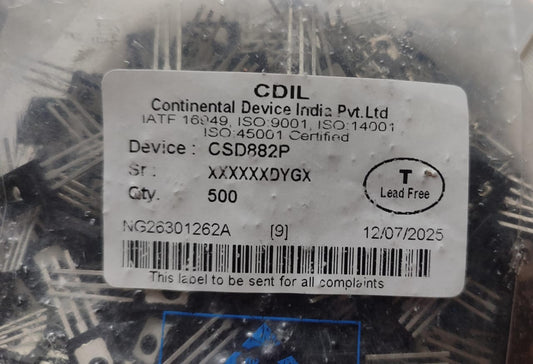 CDIL
Continental Device India Pvt.Ltd
IATF 16949, ISO:9001, ISO:14001
ISO:45001 Certified
Device : CSD882P
Sr : XXXXXXDYGX
Qty. 500
T
Lead Free
NG26301262A [9] 12/07/2025
This label to be sent for all complaints